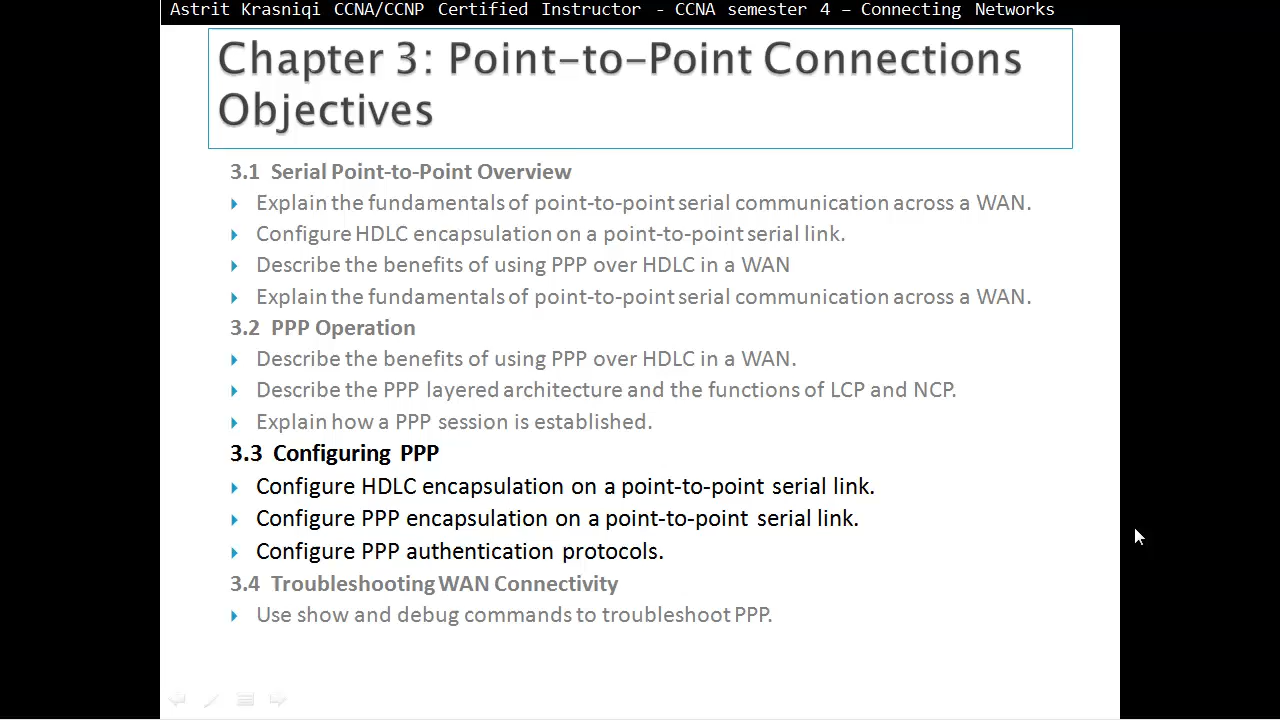 Astrit Krasniqi CCNA/CCNP Certified Instructor - CCNA semester 4 – Connecting Networks
Chapter 3: Point-to-Point Connections
Objectives
3.1 Serial Point-to-Point Overview
Explain the fundamentals of point-to-point serial communication across a WAN.
Configure HDLC encapsulation on a point-to-point serial link.
Describe the benefits of using PPP over HDLC in a WAN
Explain the fundamentals of point-to-point serial communication across a WAN.
3.2 PPP Operation
Describe the benefits of using PPP over HDLC in a WAN.
Describe the PPP layered architecture and the functions of LCP and NCP.
Explain how a PPP session is established.
3.3 Configuring PPP
Configure HDLC encapsulation on a point-to-point serial link.
Configure PPP encapsulation on a point-to-point serial link.
Configure PPP authentication protocols.
3.4 Troubleshooting WAN Connectivity
Use show and debug commands to troubleshoot PPP.